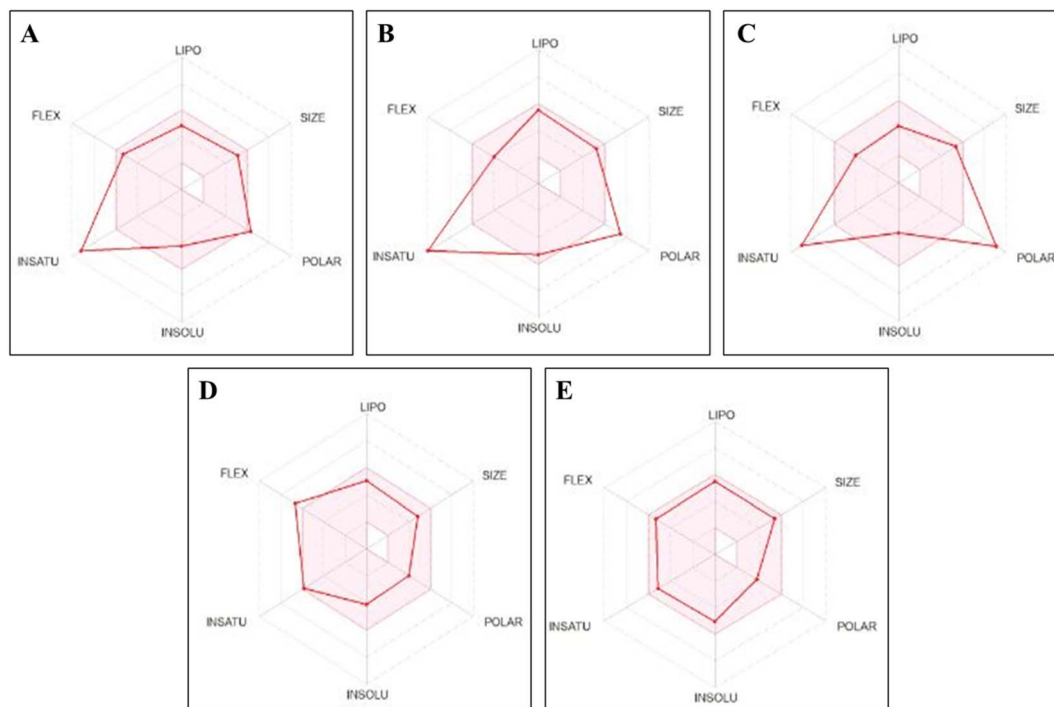 A
LIPO
FLEX
SIZE
INSATU
POLAR
INSOLU
B
LIPO
FLEX
SIZE
INSATU
POLAR
INSOLU
C
LIPO
FLEX
SIZE
INSATU
POLAR
INSOLU
D
LIPO
FLEX
SIZE
INSATU
POLAR
INSOLU
E
LIPO
FLEX
SIZE
INSATU
POLAR
INSOLU